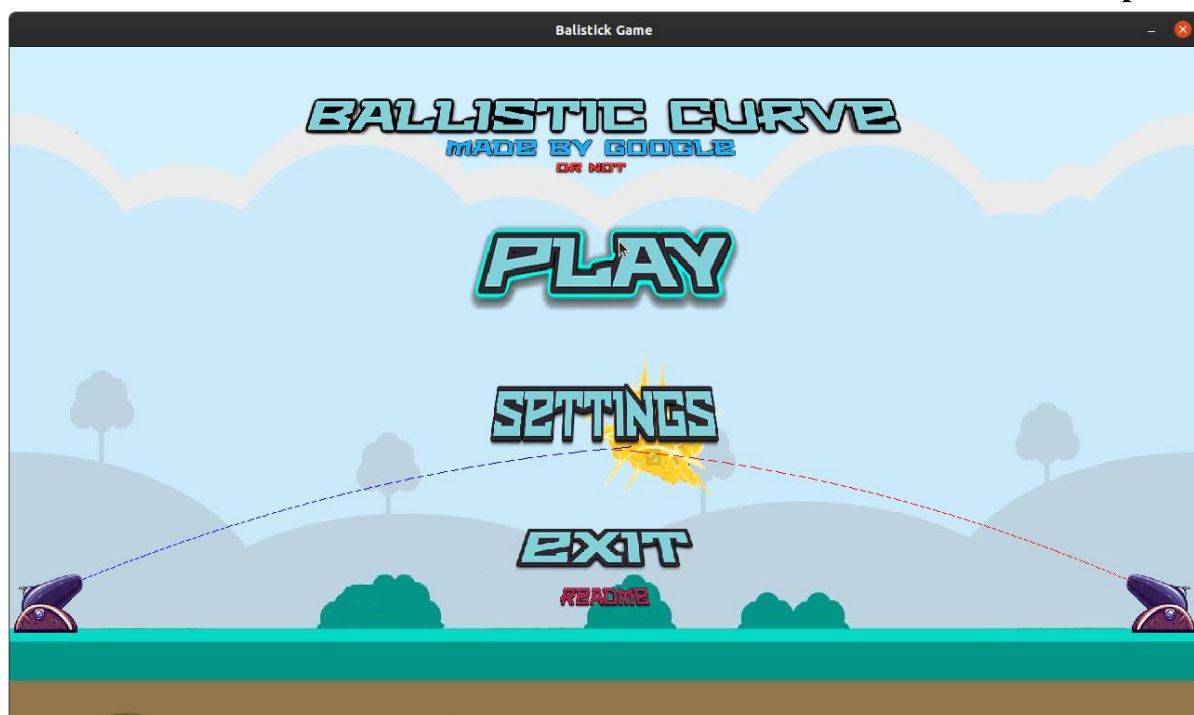 Balistick Game
BALLISTIC CURVE
MADE BY GOOGLE
OR NOT
PLAY
SETTINGS
EXIT
README